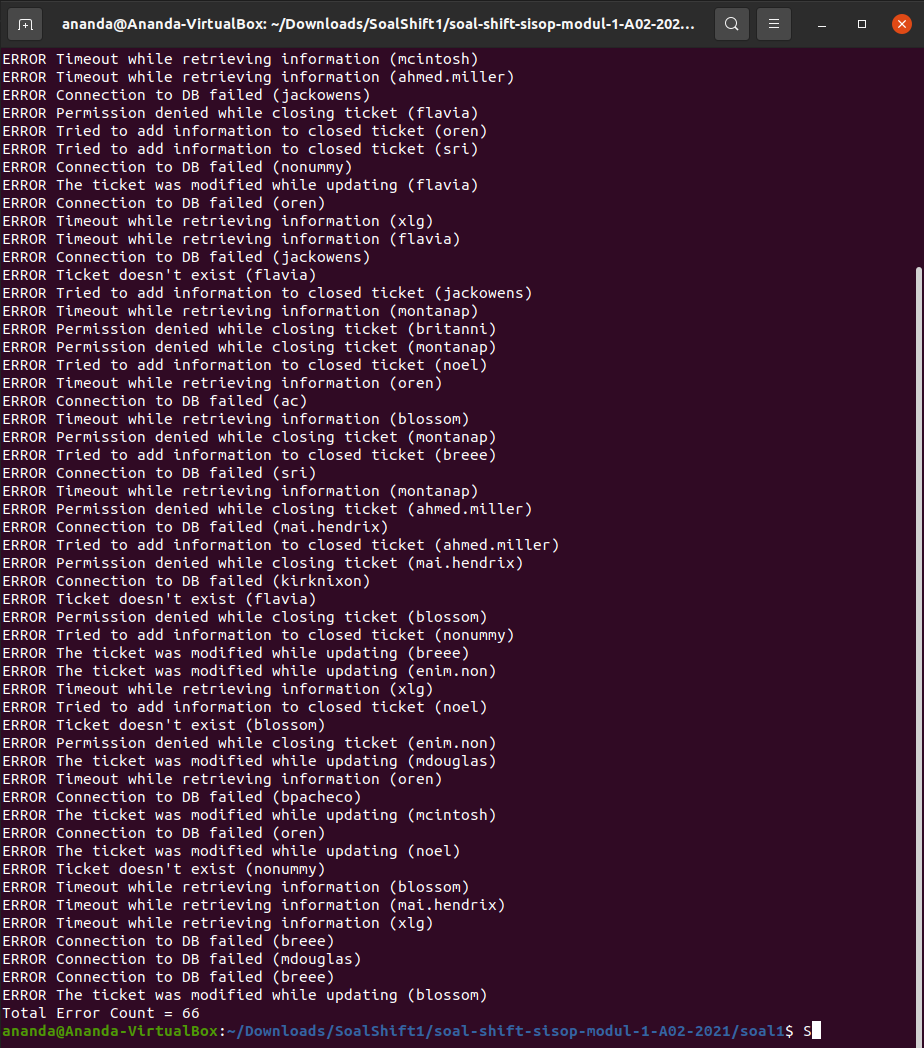 ananda@Ananda-VirtualBox: ~/Downloads/SoalShift1/soal-shift-sisop-modul-1-A02-202...
ERROR Timeout while retrieving information (mcintosh)
ERROR Timeout while retrieving information (ahmed.miller)
ERROR Connection to DB failed (jackowens)
ERROR Permission denied while closing ticket (flavia)
ERROR Tried to add information to closed ticket (oren)
ERROR Tried to add information to closed ticket (sri)
ERROR Connection to DB failed (nonummy)
ERROR The ticket was modified while updating (flavia)
ERROR Connection to DB failed (oren)
ERROR Timeout while retrieving information (xlg)
ERROR Timeout while retrieving information (flavia)
ERROR Connection to DB failed (jackowens)
ERROR Ticket doesn't exist (flavia)
ERROR Tried to add information to closed ticket (jackowens)
ERROR Timeout while retrieving information (montanap)
ERROR Permission denied while closing ticket (britanni)
ERROR Permission denied while closing ticket (montanap)
ERROR Tried to add information to closed ticket (noel)
ERROR Timeout while retrieving information (oren)
ERROR Connection to DB failed (ac)
ERROR Timeout while retrieving information (blossom)
ERROR Permission denied while closing ticket (montanap)
ERROR Tried to add information to closed ticket (breee)
ERROR Connection to DB failed (sri)
ERROR Timeout while retrieving information (montanap)
ERROR Permission denied while closing ticket (ahmed.miller)
ERROR Connection to DB failed (mai.hendrix)
ERROR Tried to add information to closed ticket (ahmed.miller)
ERROR Permission denied while closing ticket (mai.hendrix)
ERROR Connection to DB failed (kirknixon)
ERROR Ticket doesn't exist (flavia)
ERROR Permission denied while closing ticket (blossom)
ERROR Tried to add information to closed ticket (nonummy)
ERROR The ticket was modified while updating (breee)
ERROR The ticket was modified while updating (enim.non)
ERROR Timeout while retrieving information (xlg)
ERROR Tried to add information to closed ticket (noel)
ERROR Ticket doesn't exist (blossom)
ERROR Permission denied while closing ticket (enim.non)
ERROR The ticket was modified while updating (mdouglas)
ERROR Timeout while retrieving information (oren)
ERROR Connection to DB failed (bpacheco)
ERROR The ticket was modified while updating (mcintosh)
ERROR Connection to DB failed (oren)
ERROR The ticket was modified while updating (noel)
ERROR Ticket doesn't exist (nonummy)
ERROR Timeout while retrieving information (blossom)
ERROR Timeout while retrieving information (mai.hendrix)
ERROR Timeout while retrieving information (xlg)
ERROR Connection to DB failed (breee)
ERROR Connection to DB failed (mdouglas)
ERROR Connection to DB failed (breee)
ERROR The ticket was modified while updating (blossom)
Total Error Count = 66
ananda@Ananda-VirtualBox:~/Downloads/SoalShift1/soal-shift-sisop-modul-1-A02-2021/soal1$ S